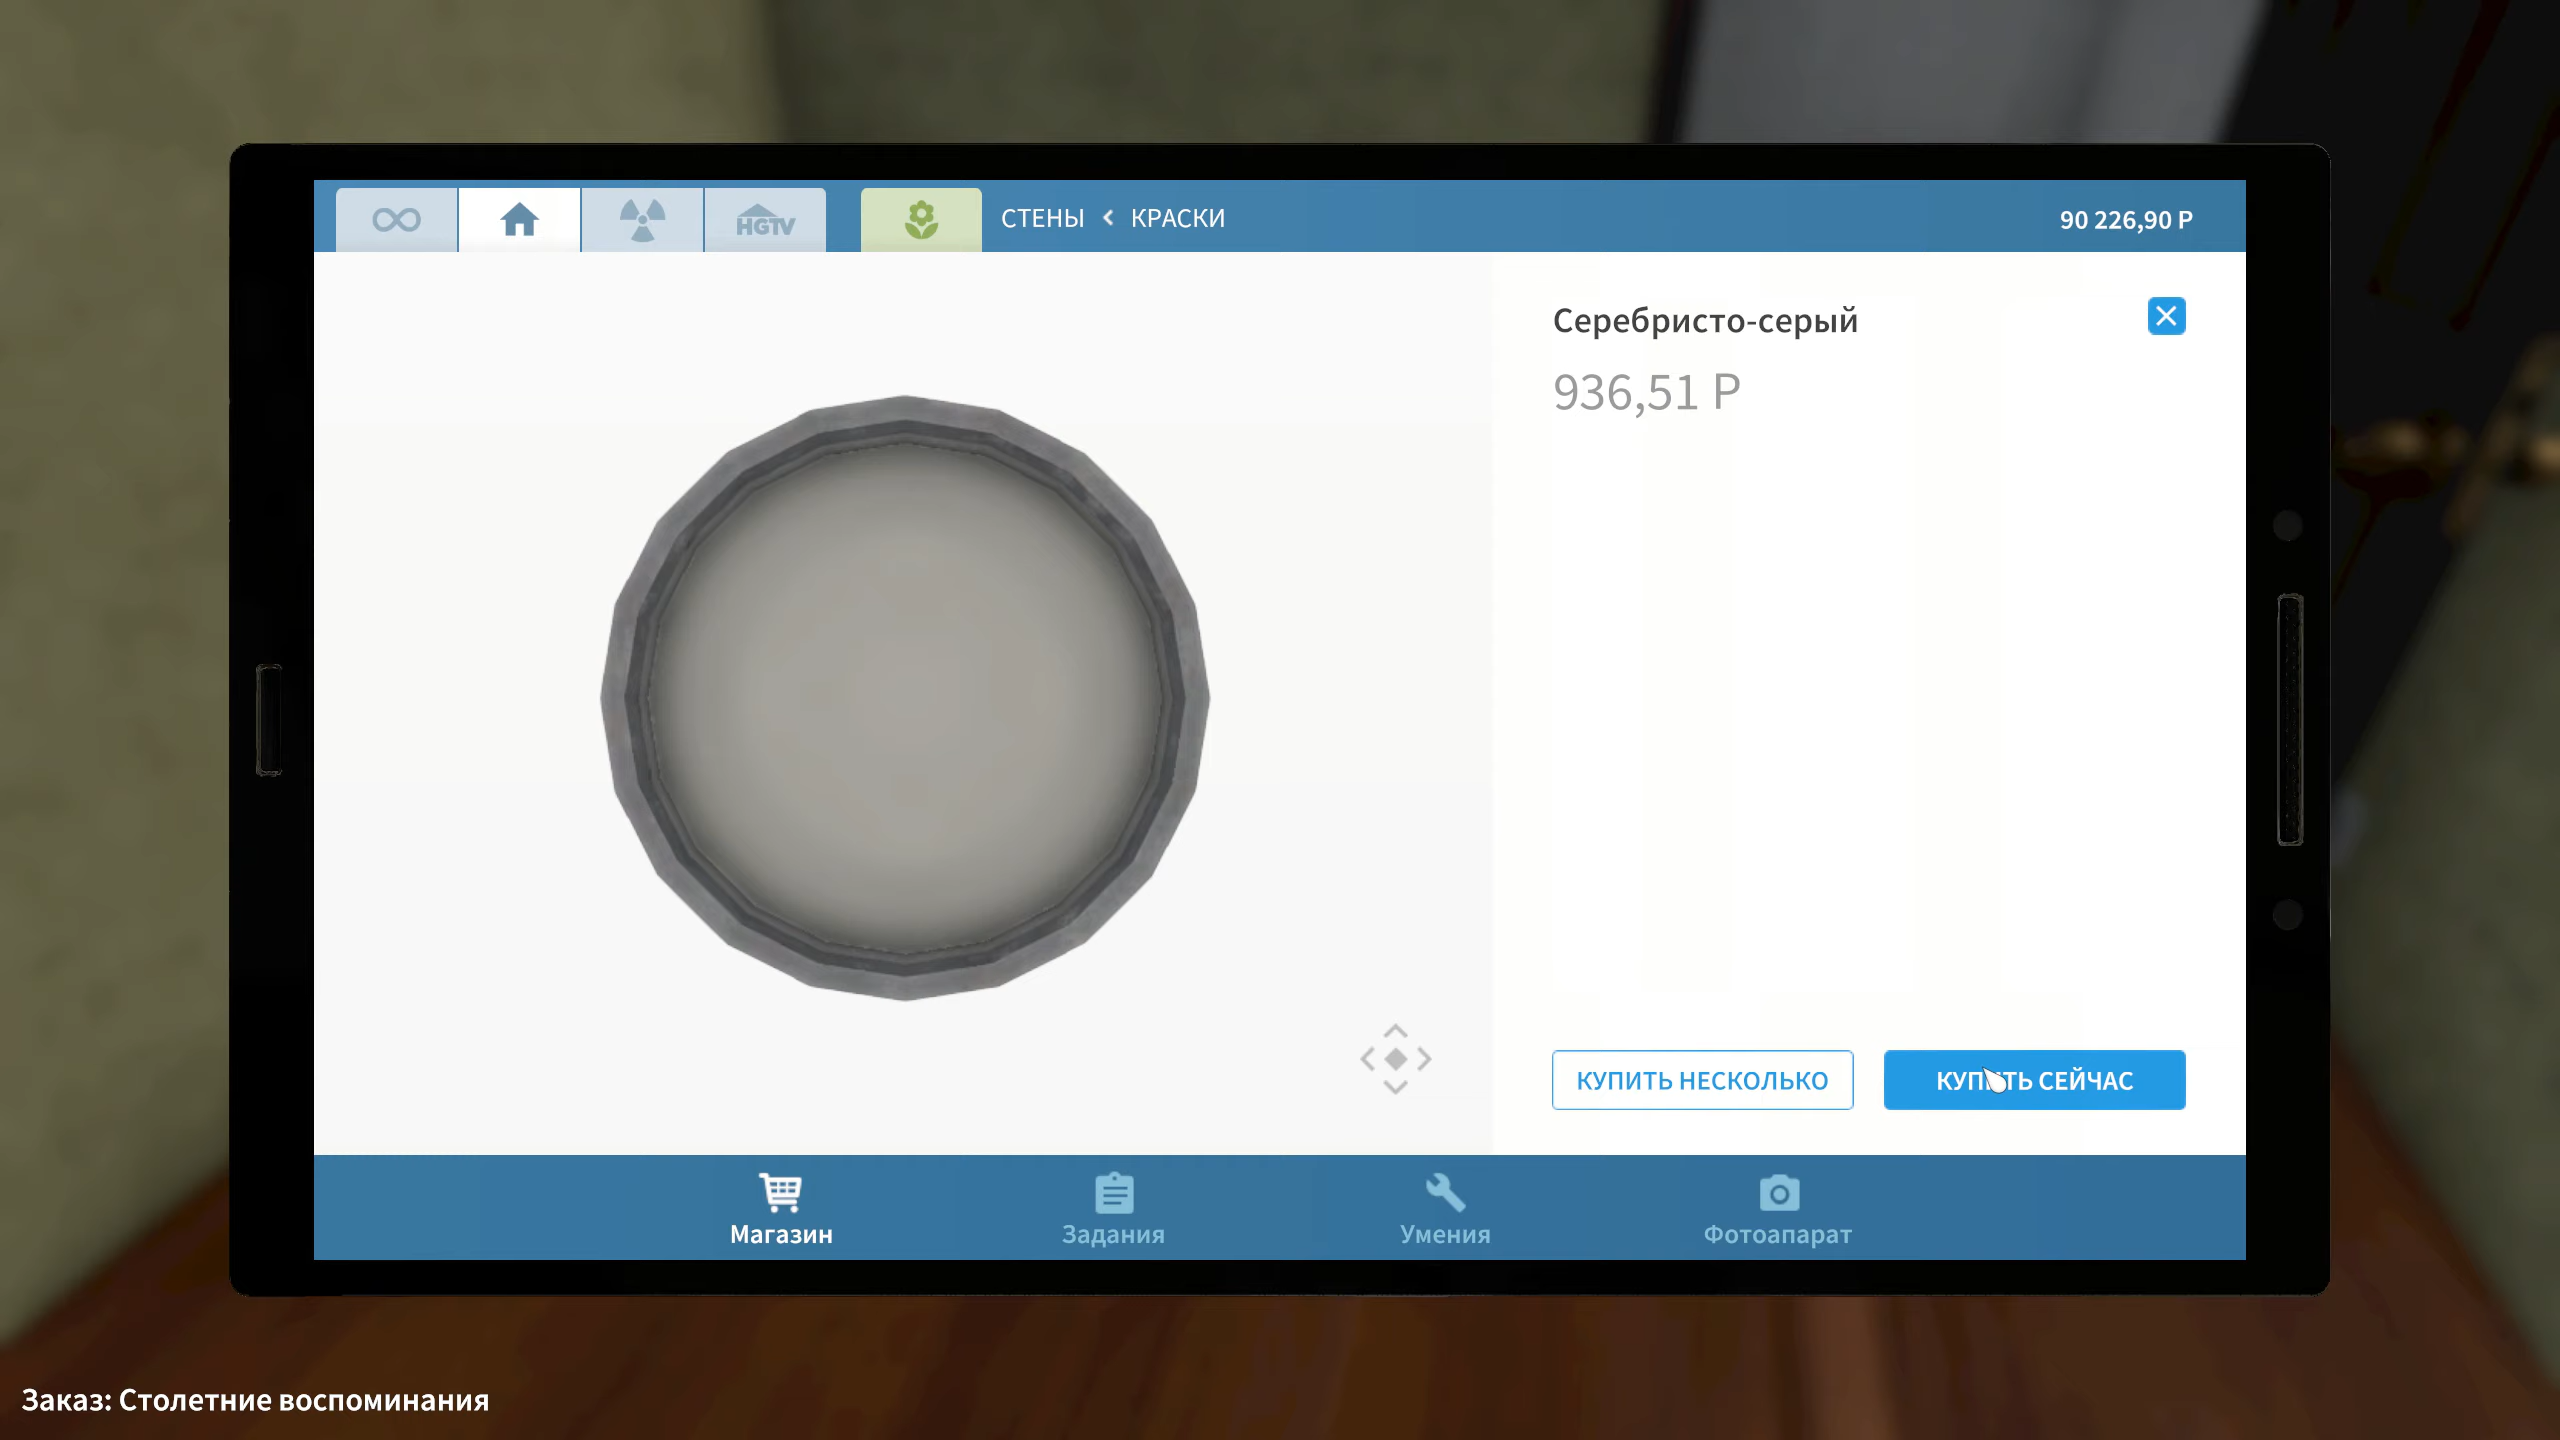 HGTV
СТЕНЫ < КРАСКИ
90 226,90 Р
Серебристо-серый
936,51 Р
КУПИТЬ НЕСКОЛЬКО
КУПИТЬ СЕЙЧАС
Магазин
Задания
Умения
Фотоапарат
Заказ: Столетние воспоминания